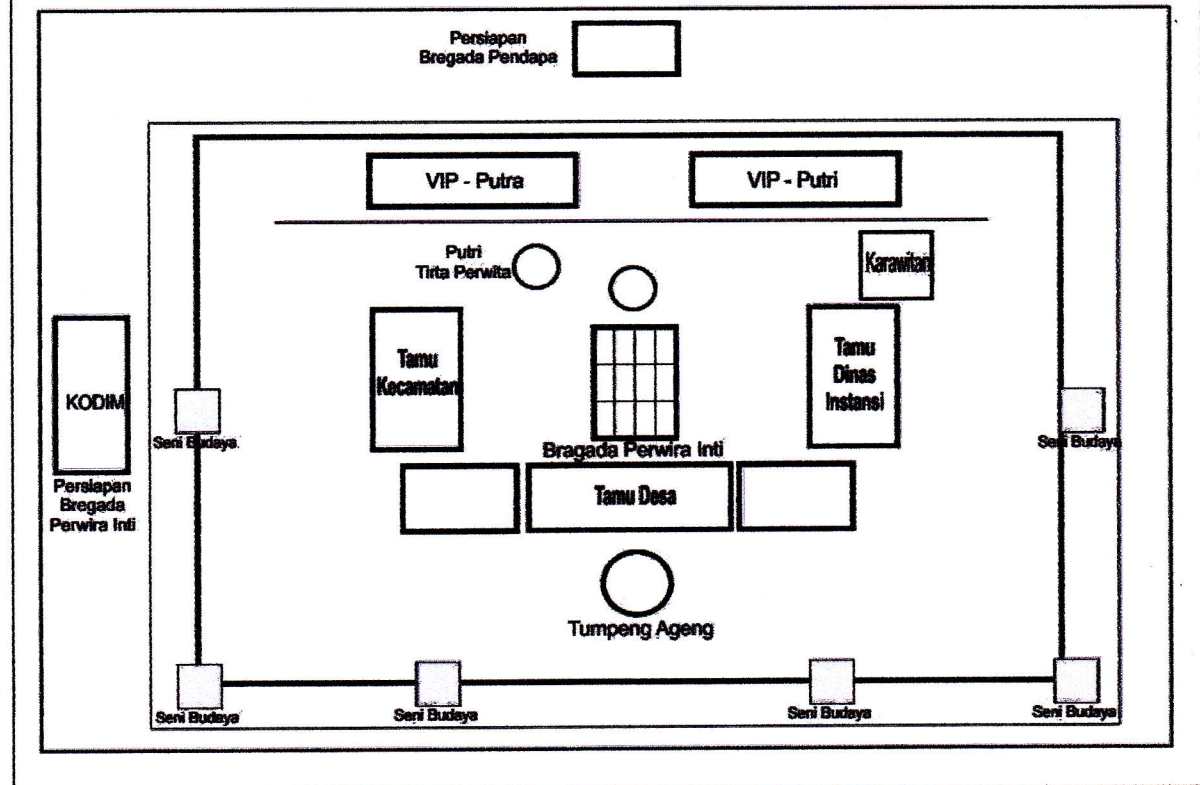 Persiapan
Bregada Pendapa
VIP - Putra
VIP - Putri
Putri
Tirta Perwita
Karawitan
Tamu
Kecamatan
Tamu
Dinas
Instansi
KODIM
Seni Budaya
Seni Budaya
Persiapan
Bregada
Perwira Inti
Bragada Perwira Inti
Tamu Desa
Tumpeng Ageng
Seni Budaya
Seni Budaya
Seni Budaya
Seni Budaya